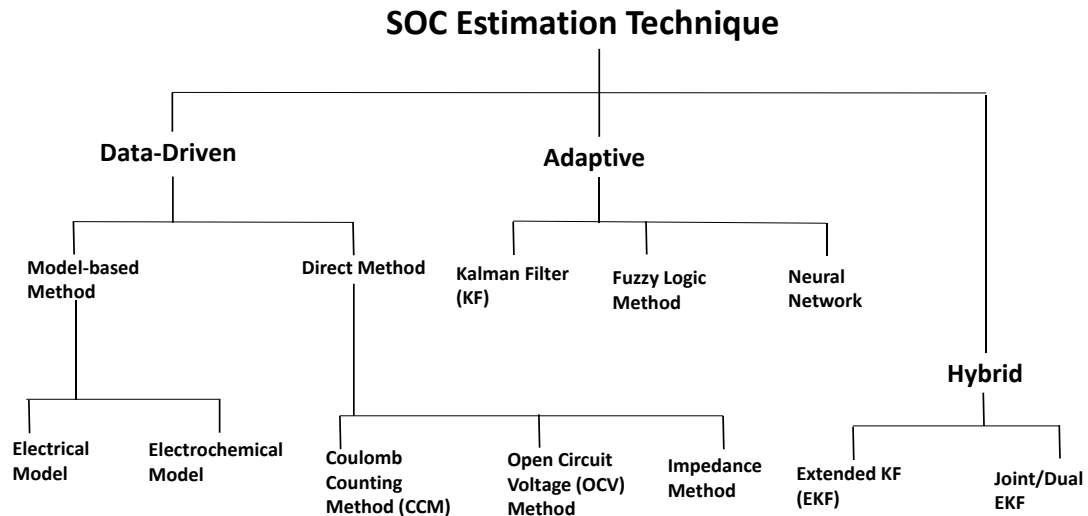 SOC Estimation Technique
Data-Driven
Adaptive
Model-based
Method
Direct Method
Kalman Filter
(KF)
Fuzzy Logic
Method
Neural
Network
Hybrid
Electrical
Model
Electrochemical
Model
Coulomb
Counting
Method (CCM)
Open Circuit
Voltage (OCV)
Method
Impedance
Method
Extended KF
(EKF)
Joint/Dual
EKF